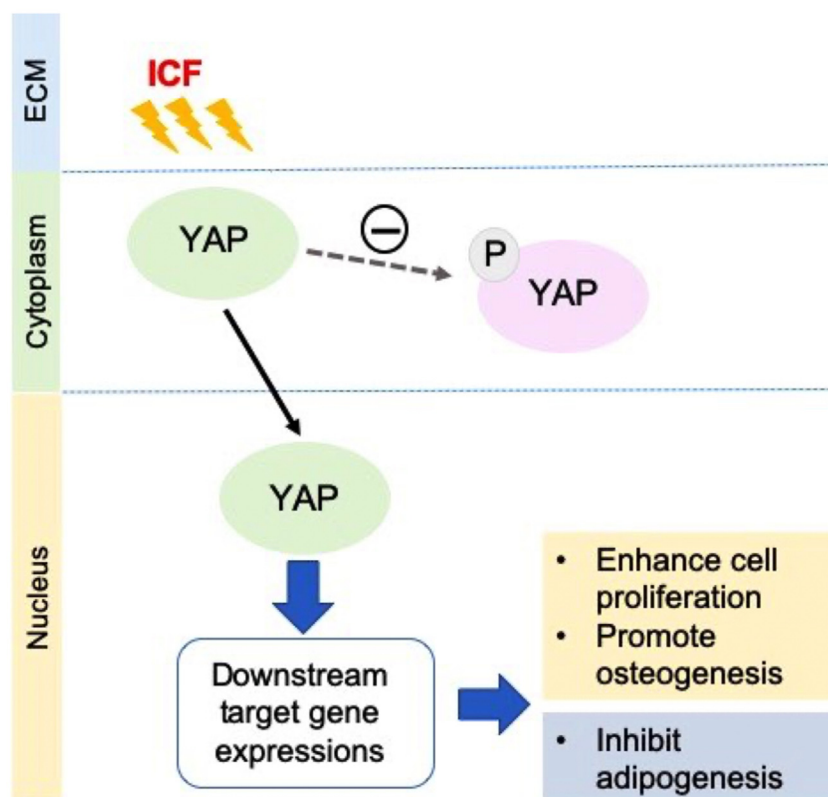 ECM
ICF
Cytoplasm
YAP
−
P
YAP
Nucleus
YAP
Downstream
target gene
expressions
• Enhance cell
proliferation
• Promote
osteogenesis
• Inhibit
adipogenesis